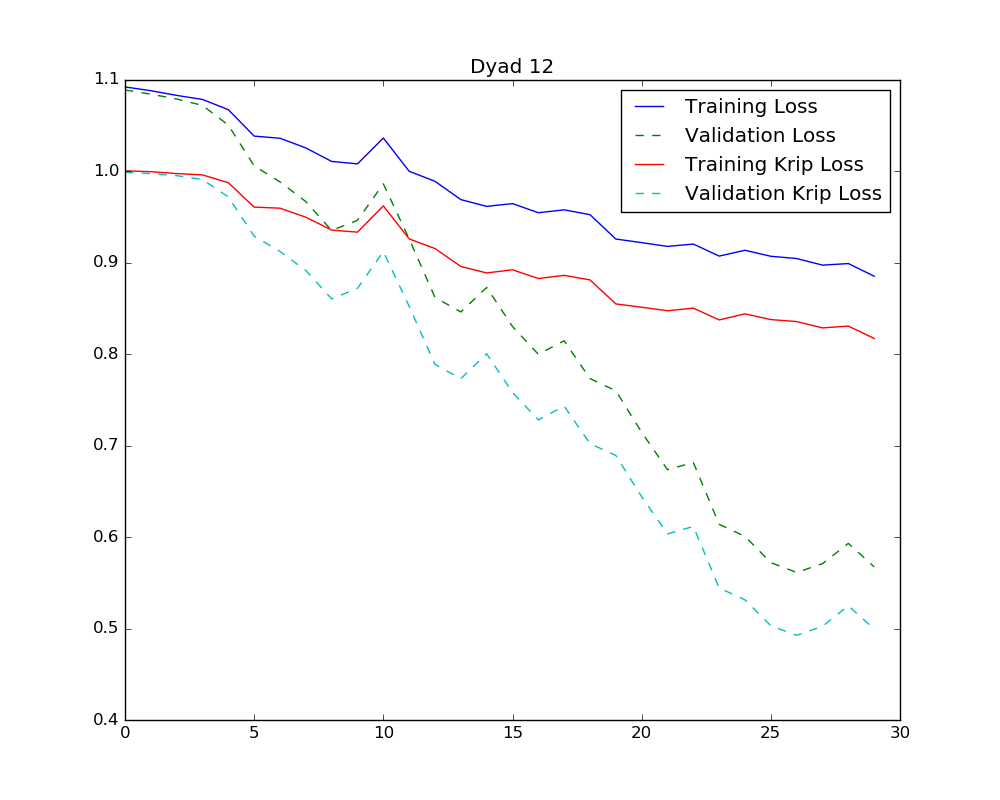 Dyad 12
1.1
1.0
0.9
0.8
0.7
0.6
0.5
0.4
0 5 10 15 20 25 30
Training Loss
Validation Loss
Training Krip Loss
Validation Krip Loss